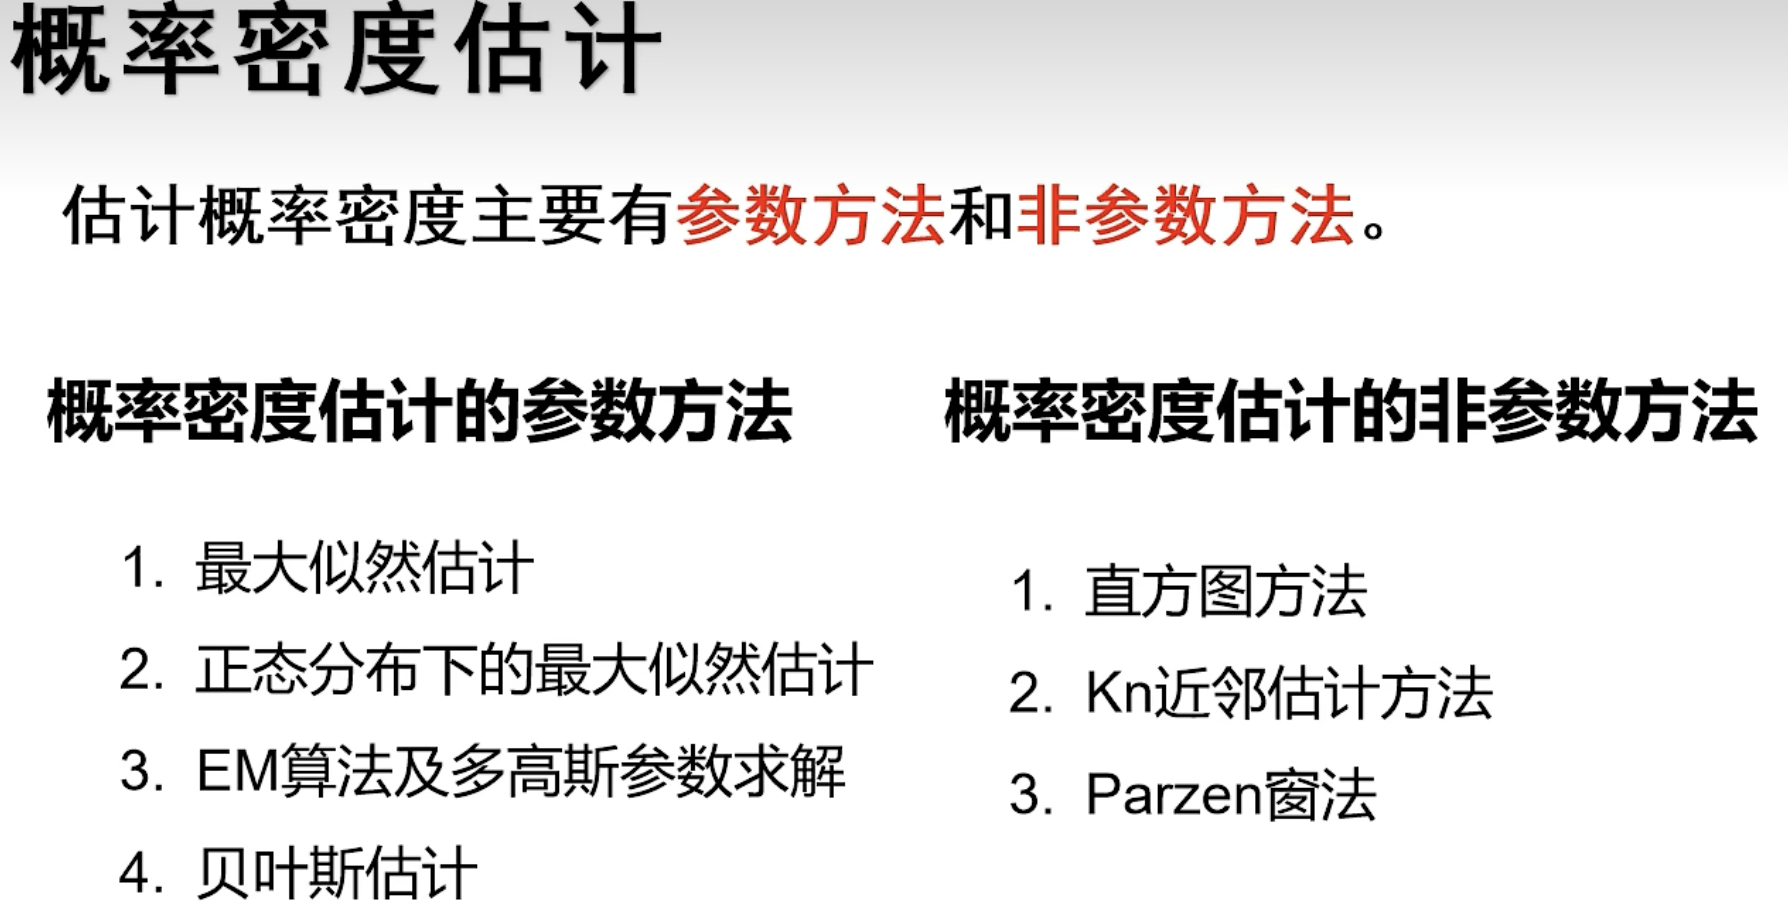 概率密度估计
估计概率密度主要有参数方法和非参数方法。
概率密度估计的参数方法
1. 最大似然估计
2. 正态分布下的最大似然估计
3. EM算法及多高斯参数求解
4. 贝叶斯估计
概率密度估计的非参数方法
1. 直方图方法
2. Kn近邻估计方法
3. Parzen窗法